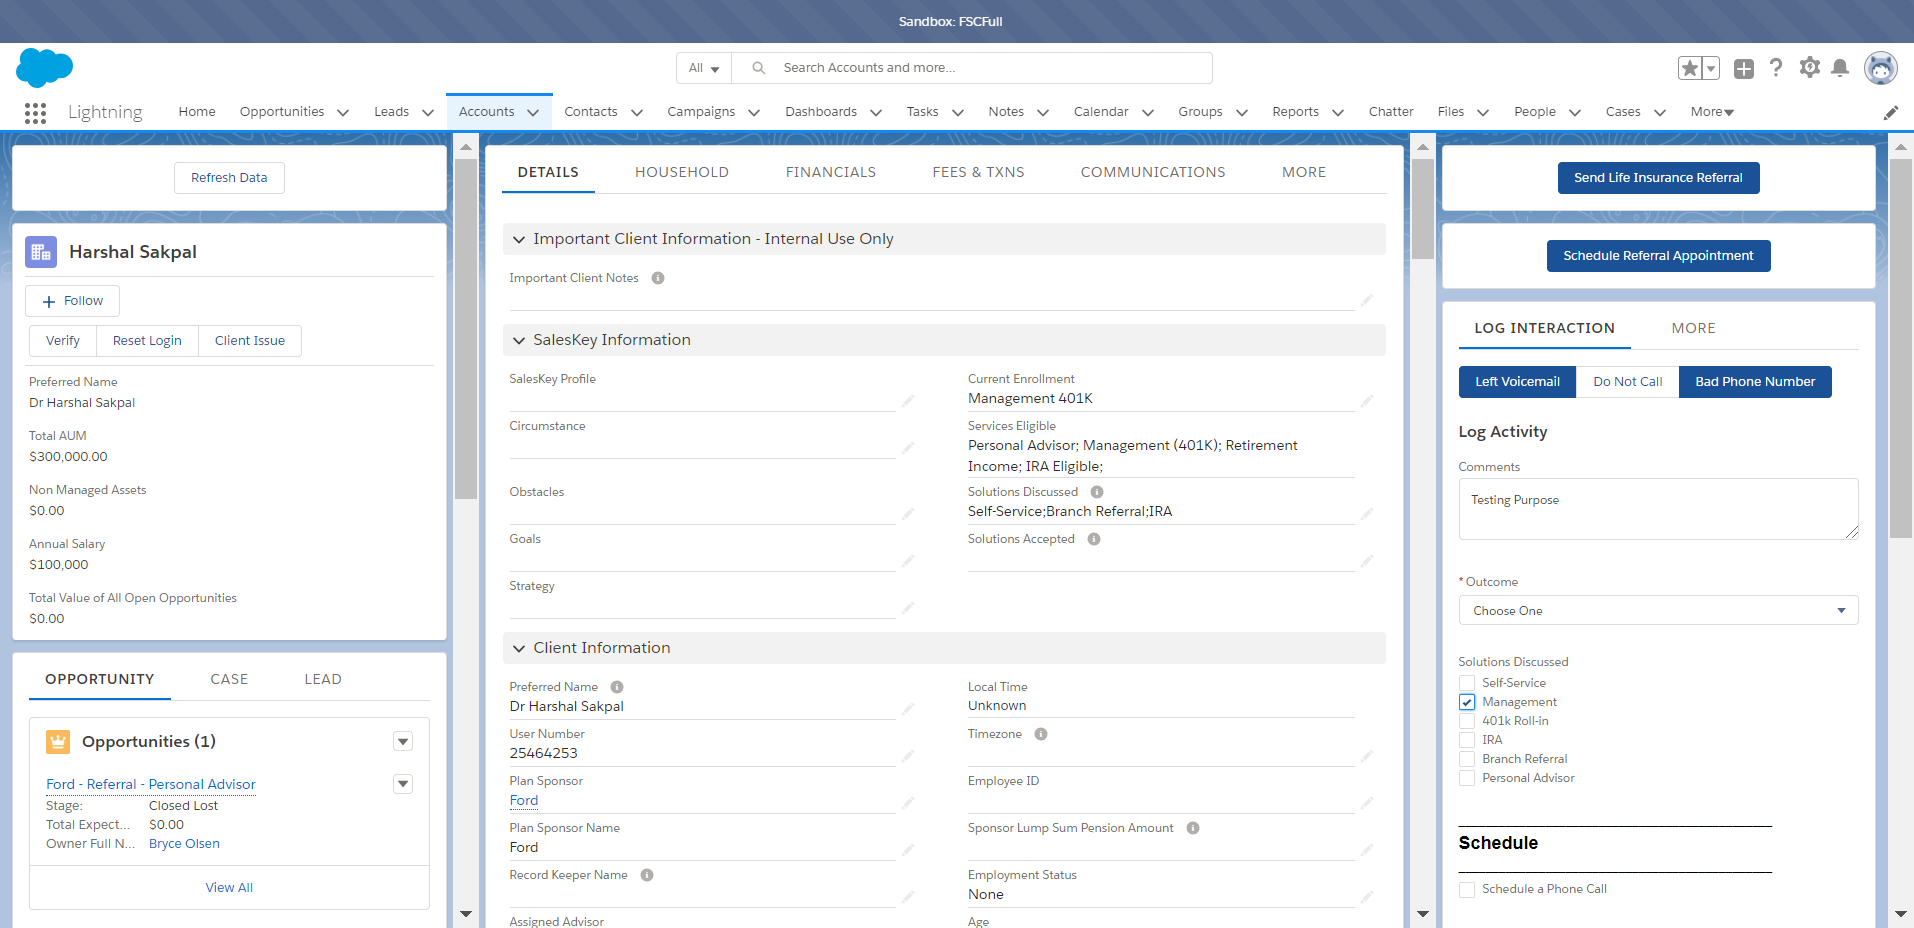 Sandbox: FSCFull
All
Search Accounts and more...
Lightning
Home
Opportunities
Leads
Accounts
Contacts
Campaigns
Dashboards
Tasks
Notes
Calendar
Groups
Reports
Chatter
Files
People
Cases
More
Refresh Data
Harshal Sakpal
Follow
Verify
Reset Login
Client Issue
Preferred Name
Dr Harshal Sakpal
Total AUM
$300,000.00
Non Managed Assets
$0.00
Annual Salary
$100,000
Total Value of All Open Opportunities
$0.00
OPPORTUNITY
CASE
LEAD
Opportunities (1)
Ford - Referral - Personal Advisor
Stage: Closed Lost
Total Expect... $0.00
Owner Full N... Bryce Olsen
View All
DETAILS
HOUSEHOLD
FINANCIALS
FEES & TXNS
COMMUNICATIONS
MORE
Important Client Information - Internal Use Only
Important Client Notes
SalesKey Information
SalesKey Profile
Circumstance
Obstacles
Goals
Strategy
Current Enrollment
Management 401K
Services Eligible
Personal Advisor; Management (401K); Retirement
Income; IRA Eligible;
Solutions Discussed
Self-Service;Branch Referral;IRA
Solutions Accepted
Client Information
Preferred Name
Dr Harshal Sakpal
User Number
25464253
Plan Sponsor
Ford
Plan Sponsor Name
Ford
Record Keeper Name
Assigned Advisor
Local Time
Unknown
Timezone
Employee ID
Sponsor Lump Sum Pension Amount
Employment Status
None
Age
Send Life Insurance Referral
Schedule Referral Appointment
LOG INTERACTION
MORE
Left Voicemail
Do Not Call
Bad Phone Number
Log Activity
Comments
Testing Purpose
* Outcome
Choose One
Solutions Discussed
Self-Service
Management
401k Roll-in
IRA
Branch Referral
Personal Advisor
Schedule
Schedule a Phone Call